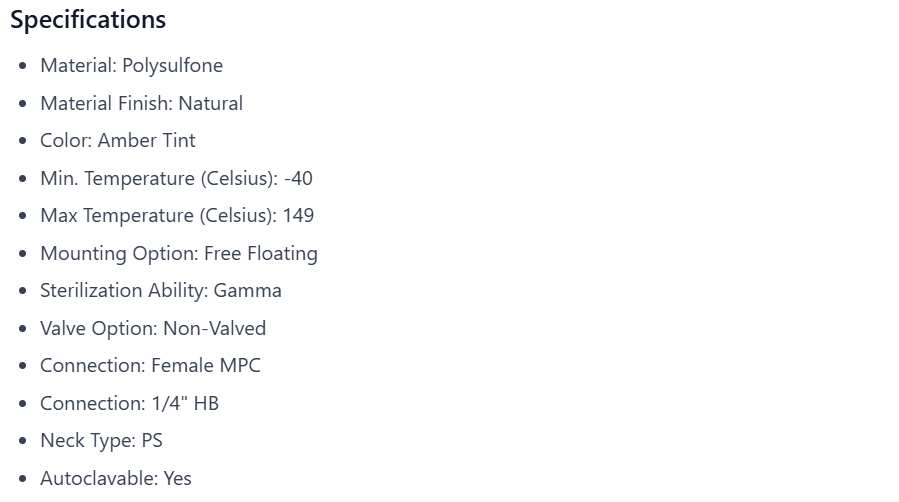 Specifications
• Material: Polysulfone
• Material Finish: Natural
• Color: Amber Tint
• Min. Temperature (Celsius): -40
• Max Temperature (Celsius): 149
• Mounting Option: Free Floating
• Sterilization Ability: Gamma
• Valve Option: Non-Valved
• Connection: Female MPC
• Connection: 1/4" HB
• Neck Type: PS
• Autoclavable: Yes